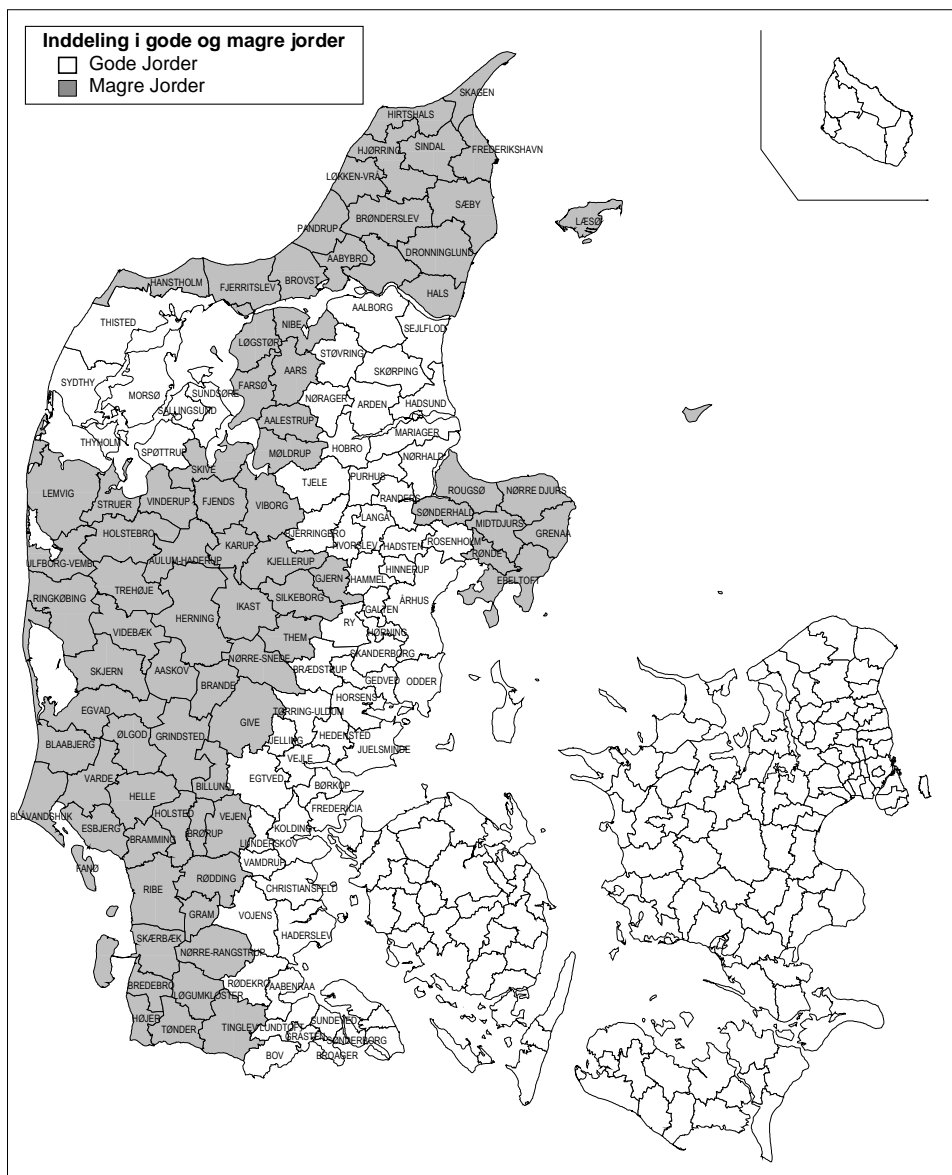 Inddeling i gode og magre jorder
Gode Jorder
Magre Jorder
SKAGEN
HIRTSHALS
SINDAL
HJØRRING
FREDERIKSHAVN
LØKKEN-VRÅ
SÆBY
BRØNDERSLEV
LÆSØ
PANDRUP
DRONNINGLUND
AABYBRO
HANSTHOLM
BROVST
FJERRITSLEV
HALS
AALBORG
THISTED
NIBE
SEJLFLOD
LØGSTØR
STØVRING
AARS
SKØRPING
SYDTHY
FARSØ
SUNDSØRE
MORSØ
NØRAGER
ARDEN
HADSUND
SALLINGSUND
AALESTRUP
MARIAGER
THYHOLM
HOBRO
SPØTTRUP
MØLDRUP
NØRHALD
SKIVE
TJELE
PURHUS
LEMVIG
ROUGSØ
NØRRE DJURS
STRUER
VINDERUP
FJENDS
VIBORG
RANDERS
SØNDERHALD
LANGÅ
MIDTDJURS
HOLSTEBRO
BJERRINGBRO
GRENAA
KARUP
HVORSLEV
HADSTEN
ROSENHOLM
RØNDE
ULFBORG-VEMB
AULUM-HADERUP
KJELLERUP
HINNERUP
GJERN
HAMMEL
EBELTOFT
TREHØJE
RINGKØBING
SILKEBORG
ÅRHUS
IKAST
GALTEN
HERNING
RY
VIDEBÆK
HØRNING
THEM
SKANDERBORG
NØRRE-SNEDE
SKJERN
AASKOV
BRÆDSTRUP
GEDVED
ODDER
BRANDE
HORSENS
EGVAD
TØRRING-ULDUM
GIVE
ØLGOD
GRINDSTED
HEDENSTED
JELLING
BLAABJERG
JUELSMINDE
VEJLE
VARDE
EGTVED
BILLUND
BØRKOP
HELLE
BLÅVANDSHUK
HOLSTED
VEJEN
FREDERICIA
ESBJERG
BRØRUP
KOLDING
BRAMMING
LUNDERSKOV
VAMDRUP
FANØ
RØDDING
RIBE
CHRISTIANSFELD
GRAM
VOJENS
HADERSLEV
SKÆRBÆK
NØRRE-RANGSTRUP
BREDEBRO
RØDEKRO
AABENRAA
LØGUMKLOSTER
HØJER
TØNDER
TINGLEV
LUNDTOFT
SUNDEVED
GRÅSTEN
SØNDERBORG
BOV
BROAGER